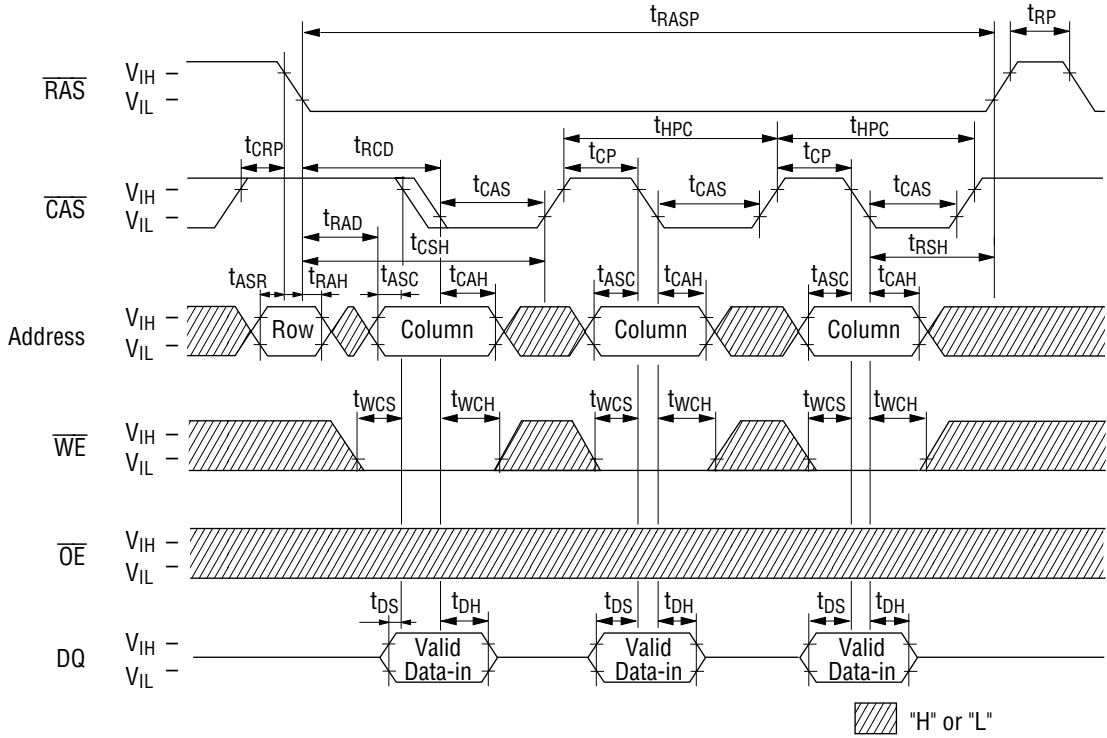 tRASP tRP
RAS VIH –
VIL –
tCRP tRCD tHPC tHPC
tCP tCP
CAS VIH –
VIL –
tCAS tCAS tCAS
tRAD tCSH tRSH
tASR tRAH tASC tCAH tASC tCAH tASC tCAH
Address VIH –
VIL –
Row Column Column Column
tWCS tWCH tWCS tWCH tWCS tWCH
WE VIH –
VIL –
OE VIH –
VIL –
tDS tDH tDS tDH tDS tDH
DQ VIH –
VIL –
Valid Data-in Valid Data-in Valid Data-in
"H" or "L"